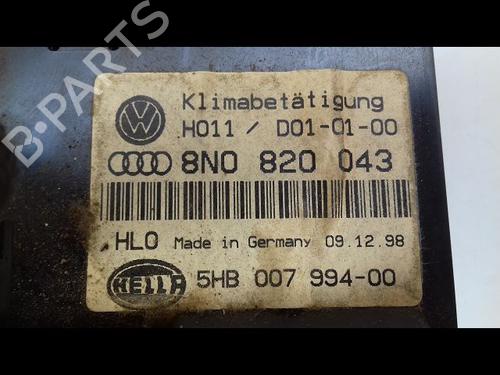 Klimabetätigung
H011 / D01-01-00
8N0 820 043
HLO Made in Germany 09.12.98
HELLA 5HB 007 994-00